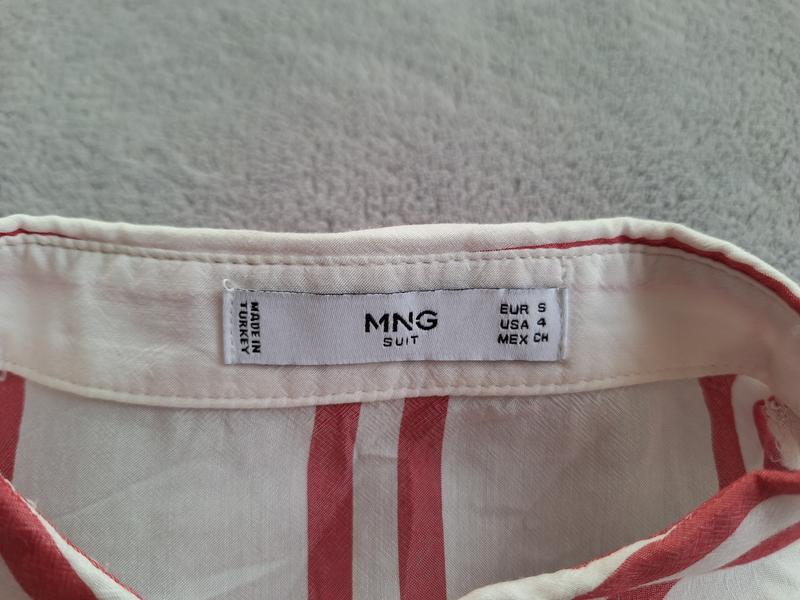 MADE IN
TURKEY
MNG
SUIT
EUR S
USA 4
MEX CH